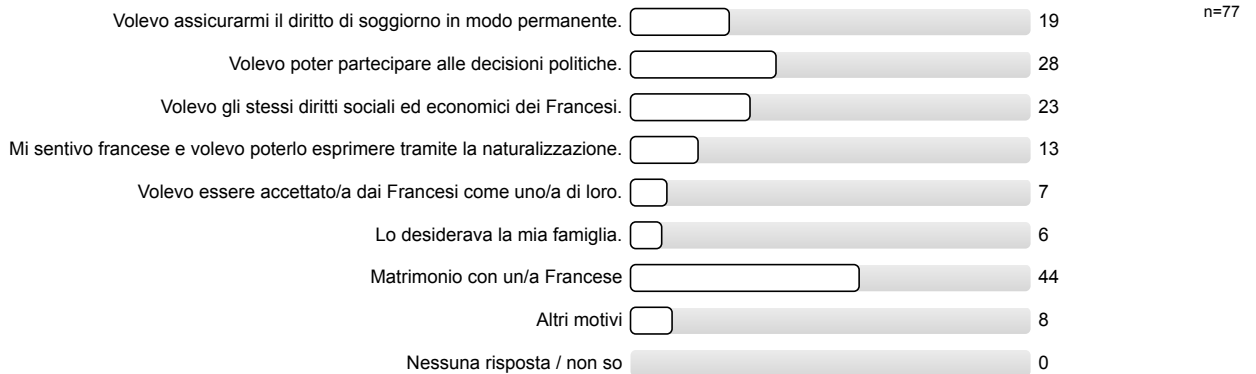 Volevo assicurarmi il diritto di soggiorno in modo permanente. 19 n=77
Volevo poter partecipare alle decisioni politiche. 28
Volevo gli stessi diritti sociali ed economici dei Francesi. 23
Mi sentivo francese e volevo poterlo esprimere tramite la naturalizzazione. 13
Volevo essere accettato/a dai Francesi come uno/a di loro. 7
Lo desiderava la mia famiglia. 6
Matrimonio con un/a Francese 44
Altri motivi 8
Nessuna risposta / non so 0